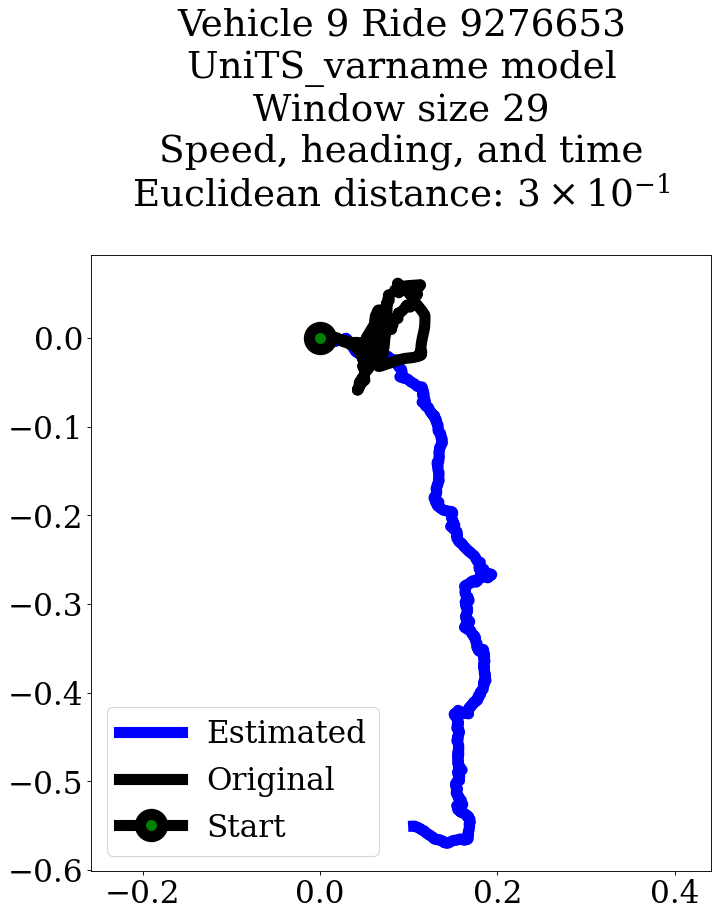 Vehicle 9 Ride 9276653
UniTS_varname model
Window size 29
Speed, heading, and time
Euclidean distance: $3 \times 10^{-1}$
0.0
−0.1
−0.2
−0.3
−0.4
−0.5
−0.6
Estimated
Original
Start
−0.2 0.0 0.2 0.4